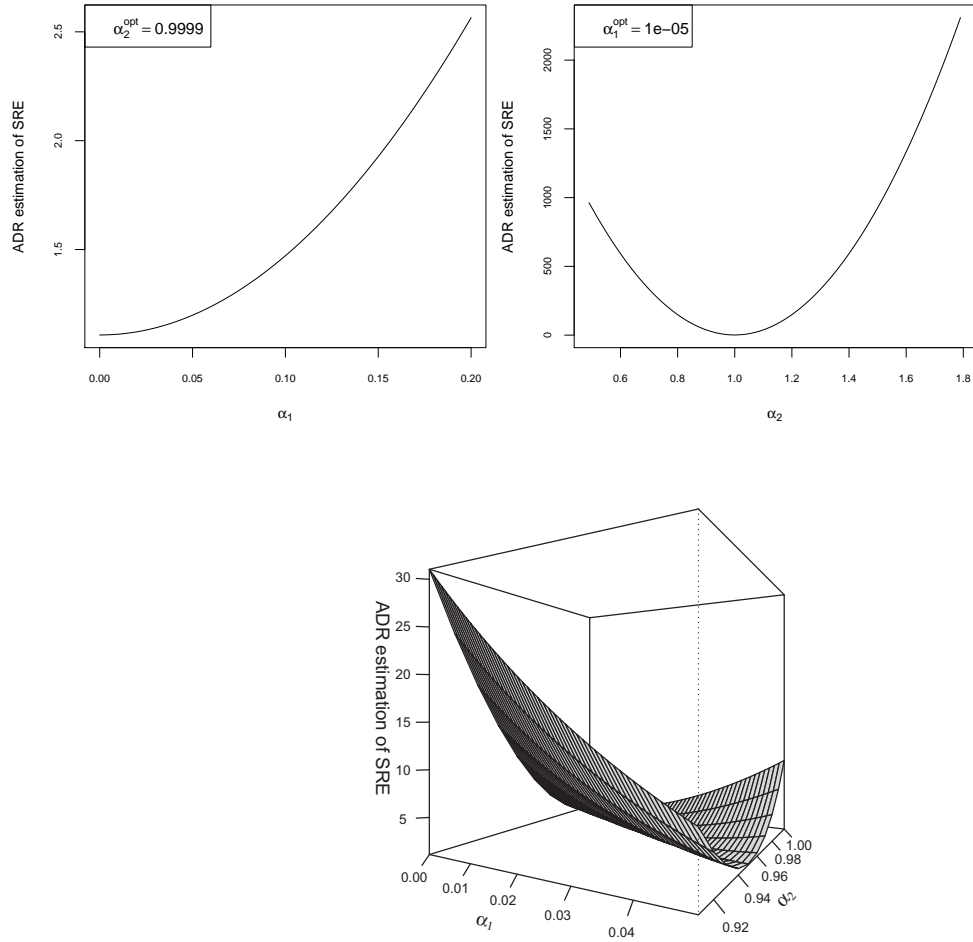 α₂ᵒᵖᵗ = 0.9999
ADR estimation of SRE
2.5
2.0
1.5
0.00 0.05 0.10 0.15 0.20
α₁
α₁ᵒᵖᵗ = 1e−05
ADR estimation of SRE
2000
1500
1000
500
0
0.6 0.8 1.0 1.2 1.4 1.6 1.8
α₂
ADR estimation of SRE
30
25
20
15
10
5
0.00 0.01 0.02 0.03 0.04
α₁
0.92 0.94 0.96 0.98 1.00
α₂